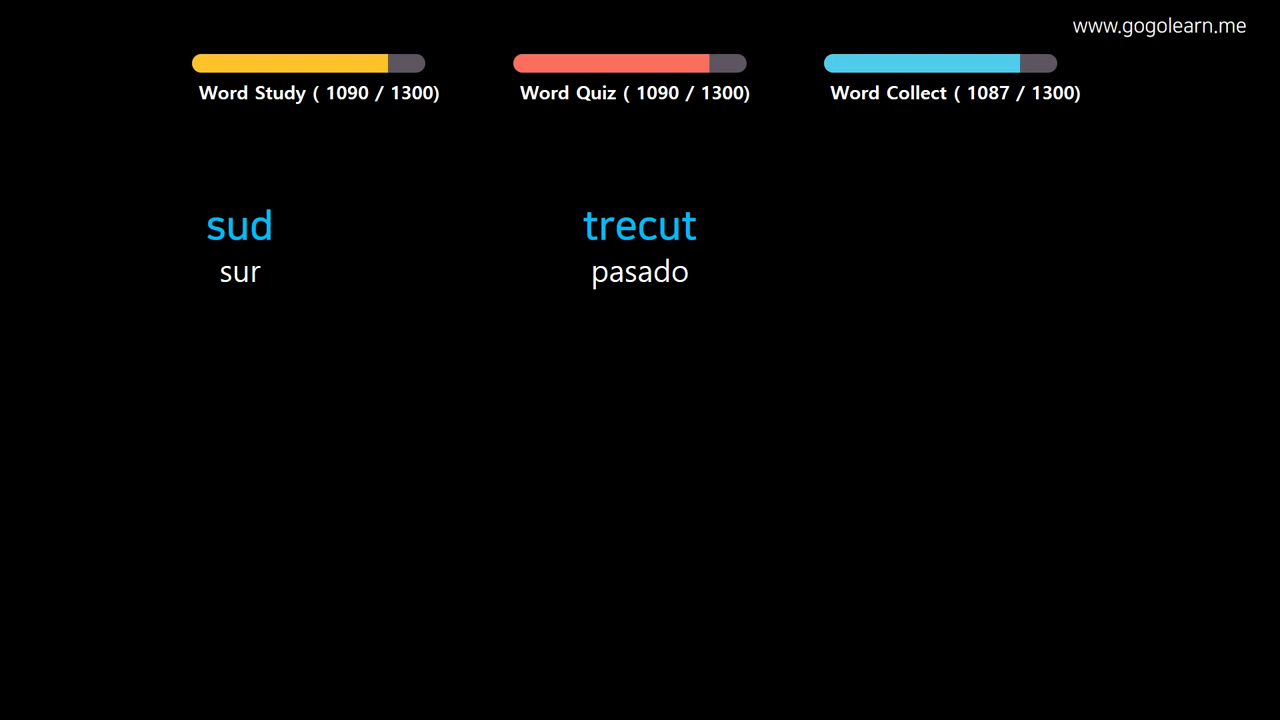 www.gogolearn.me
Word Study ( 1090 / 1300)
Word Quiz ( 1090 / 1300)
Word Collect ( 1087 / 1300)
sud
trecut
sur
pasado